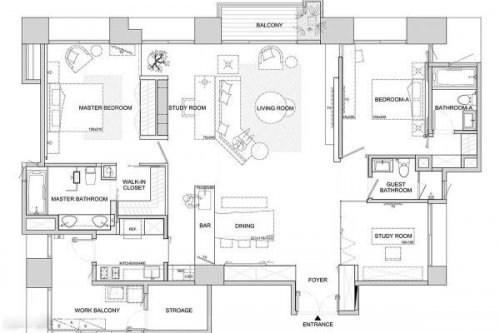 BALCONY
MASTER BEDROOM
STUDY ROOM
LIVING ROOM
BEDROOM-A
BATHROOM-A
WALK-IN
CLOSET
MASTER BATHROOM
GUEST
BATHROOM
BAR
DINING
STUDY ROOM
REF.
KITCHENWARE
FOYER
WORK BALCONY
STROAGE
ENTRANCE